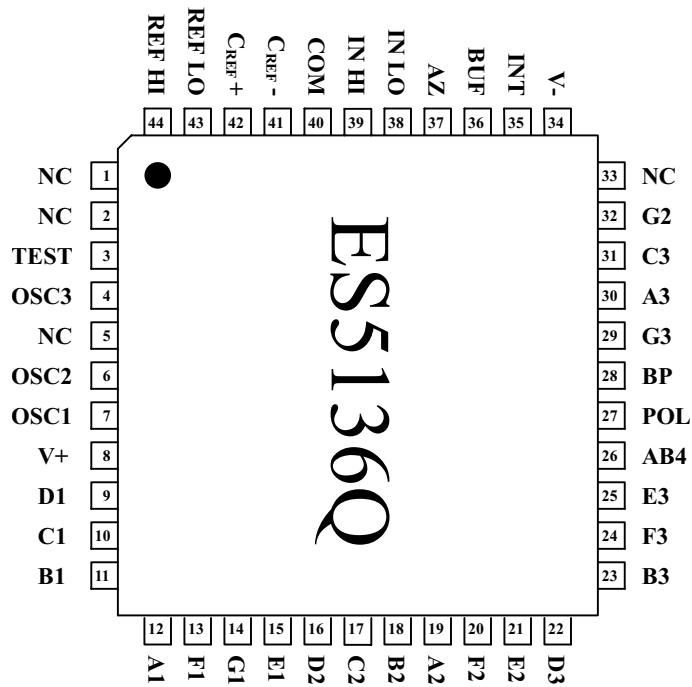 REF HI REF LO CREF+ CREF- COM IN HI IN LO AZ BUF INT V-
44 43 42 41 40 39 38 37 36 35 34
NC 1 33 NC
NC 2 32 G2
TEST 3 31 C3
OSC3 4 30 A3
NC 5 29 G3
OSC2 6 28 BP
OSC1 7 27 POL
V+ 8 26 AB4
D1 9 25 E3
C1 10 24 F3
B1 11 23 B3
ES5136Q
12 13 14 15 16 17 18 19 20 21 22
A1 F1 G1 E1 D2 C2 B2 A2 F2 E2 D3